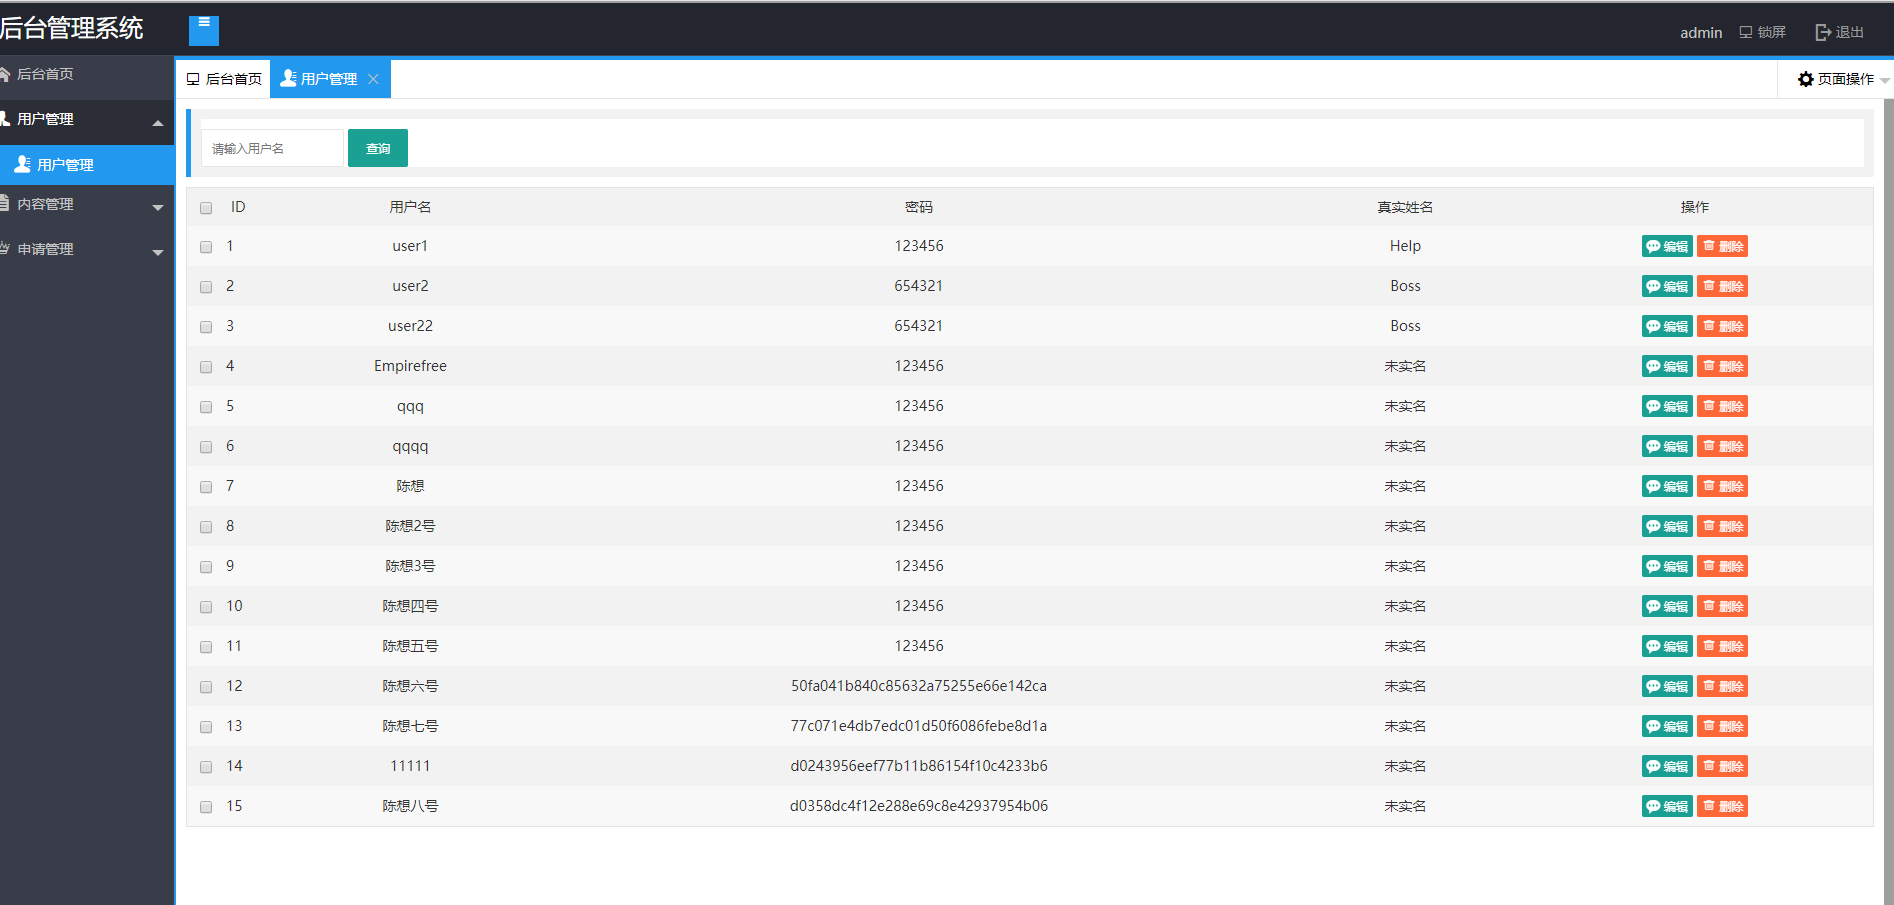 后台管理系统
admin 锁屏 退出
后台首页
用户管理
用户管理
内容管理
申请管理
后台首页 用户管理 页面操作
请输入用户名 查询
ID 用户名 密码 真实姓名 操作
1 user1 123456 Help 编辑 删除
2 user2 654321 Boss 编辑 删除
3 user22 654321 Boss 编辑 删除
4 Empirefree 123456 未实名 编辑 删除
5 qqq 123456 未实名 编辑 删除
6 qqqq 123456 未实名 编辑 删除
7 陈想 123456 未实名 编辑 删除
8 陈想2号 123456 未实名 编辑 删除
9 陈想3号 123456 未实名 编辑 删除
10 陈想四号 123456 未实名 编辑 删除
11 陈想五号 123456 未实名 编辑 删除
12 陈想六号 50fa041b840c85632a75255e66e142ca 未实名 编辑 删除
13 陈想七号 77c071e4db7edc01d50f6086febe8d1a 未实名 编辑 删除
14 11111 d0243956eef77b11b86154f10c4233b6 未实名 编辑 删除
15 陈想八号 d0358dc4f12e288e69c8e42937954b06 未实名 编辑 删除